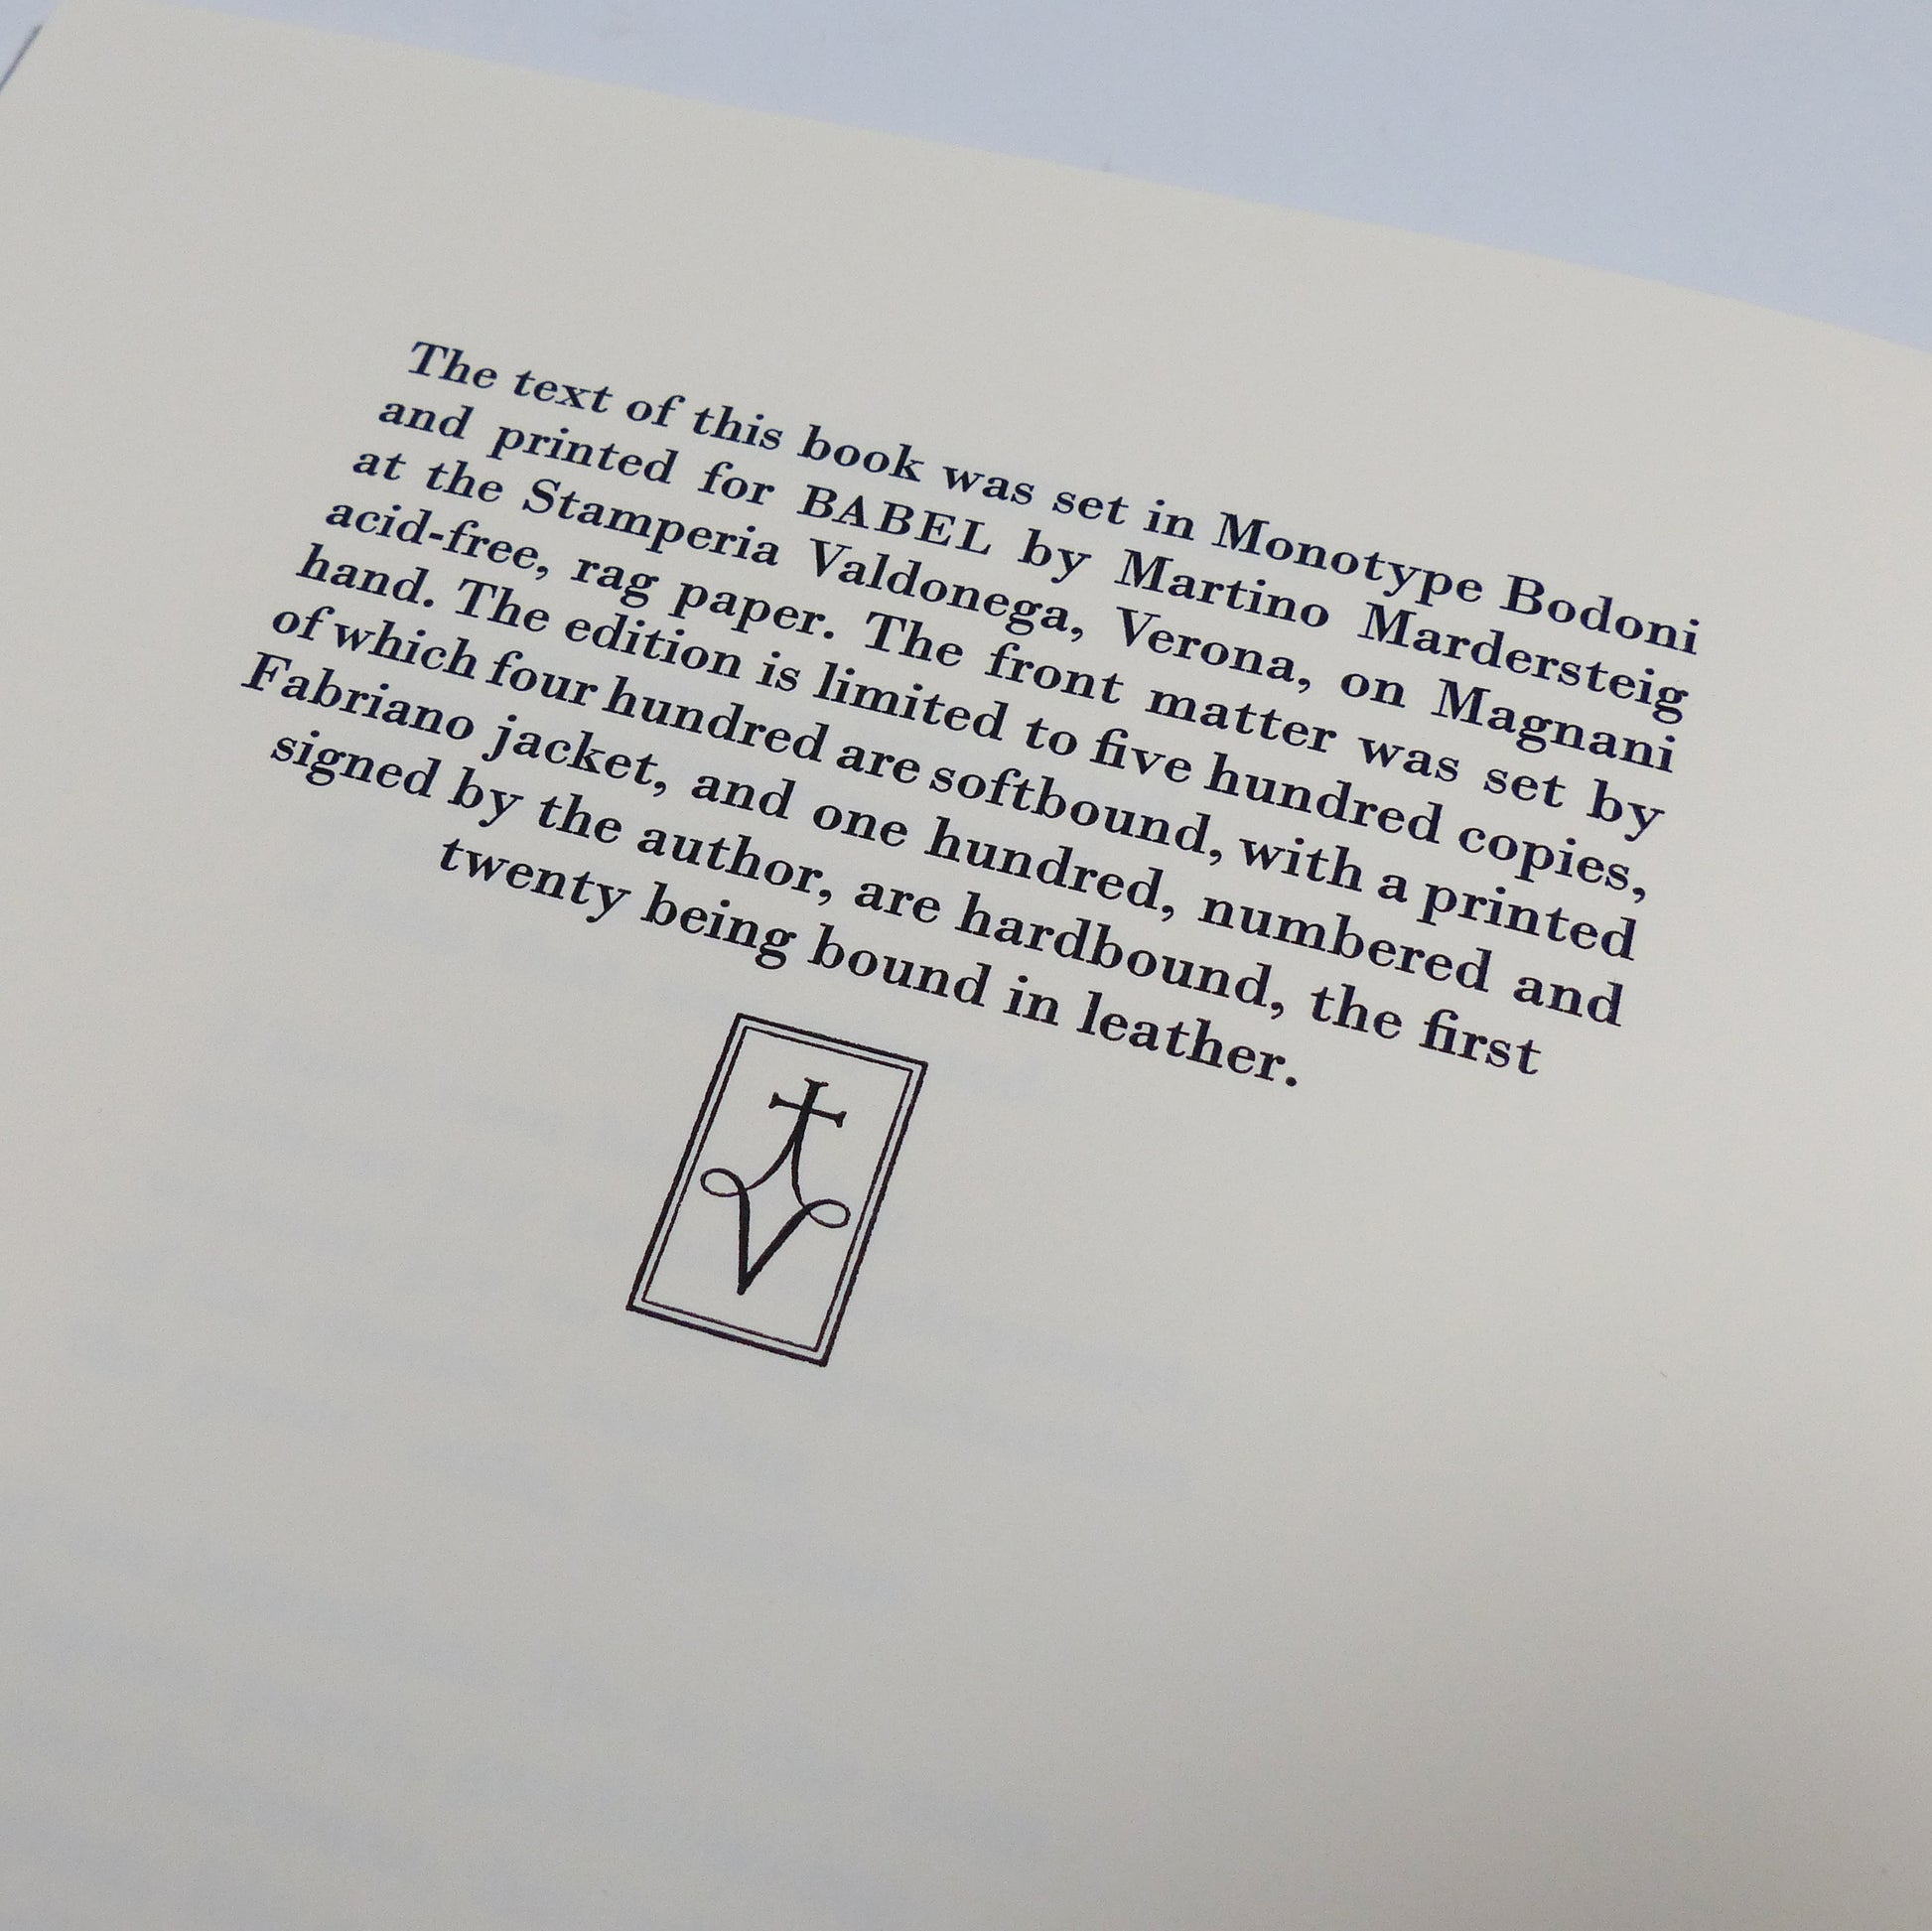 The text of this book was set in Monotype Bodoni
and printed for BABEL by Martino Mardersteig
at the Stamperia Valdonega, Verona, on Magnani
acid-free, rag paper. The front matter was set by
hand. The edition is limited to five hundred copies,
of which four hundred are softbound, with a printed
Fabriano jacket, and one hundred, numbered and
signed by the author, are hardbound, the first
twenty being bound in leather.